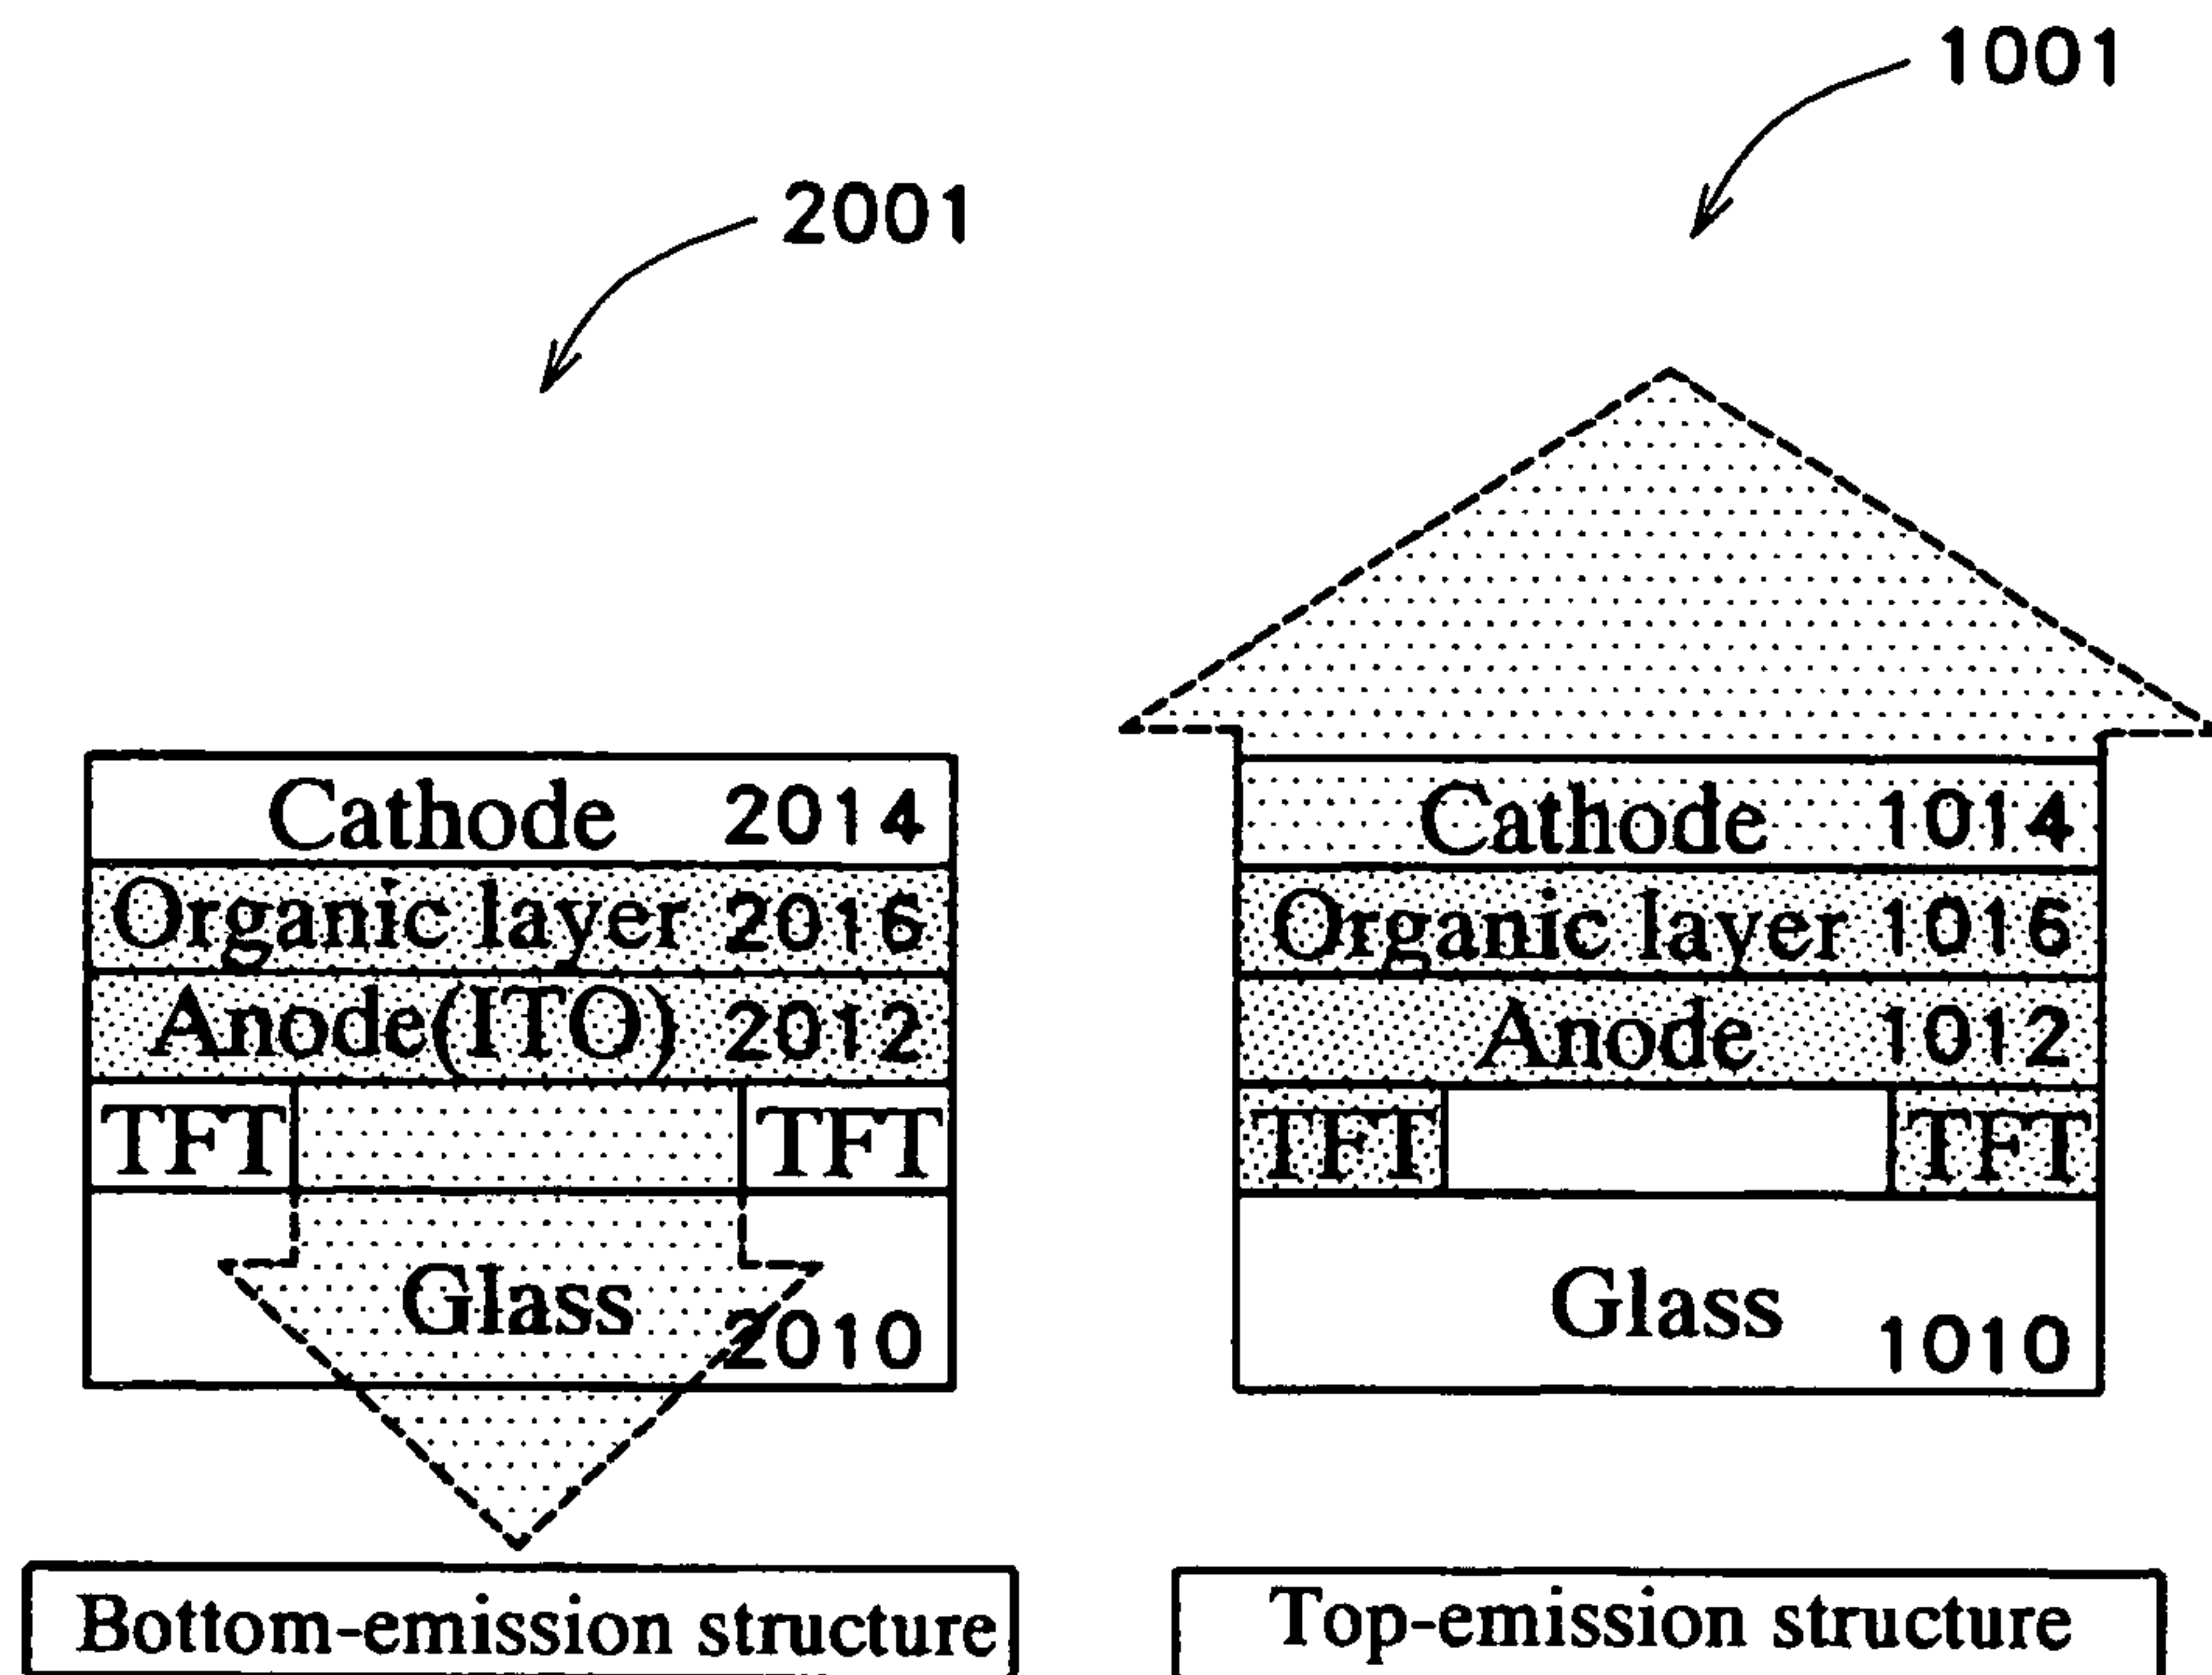 1001
2001
Cathode 2014
Organic layer 2016
Anode(ITO) 2012
TFT TFT
Glass 2010
Bottom-emission structure
Cathode 1014
Organic layer 1016
Anode 1012
TFT TFT
Glass 1010
Top-emission structure